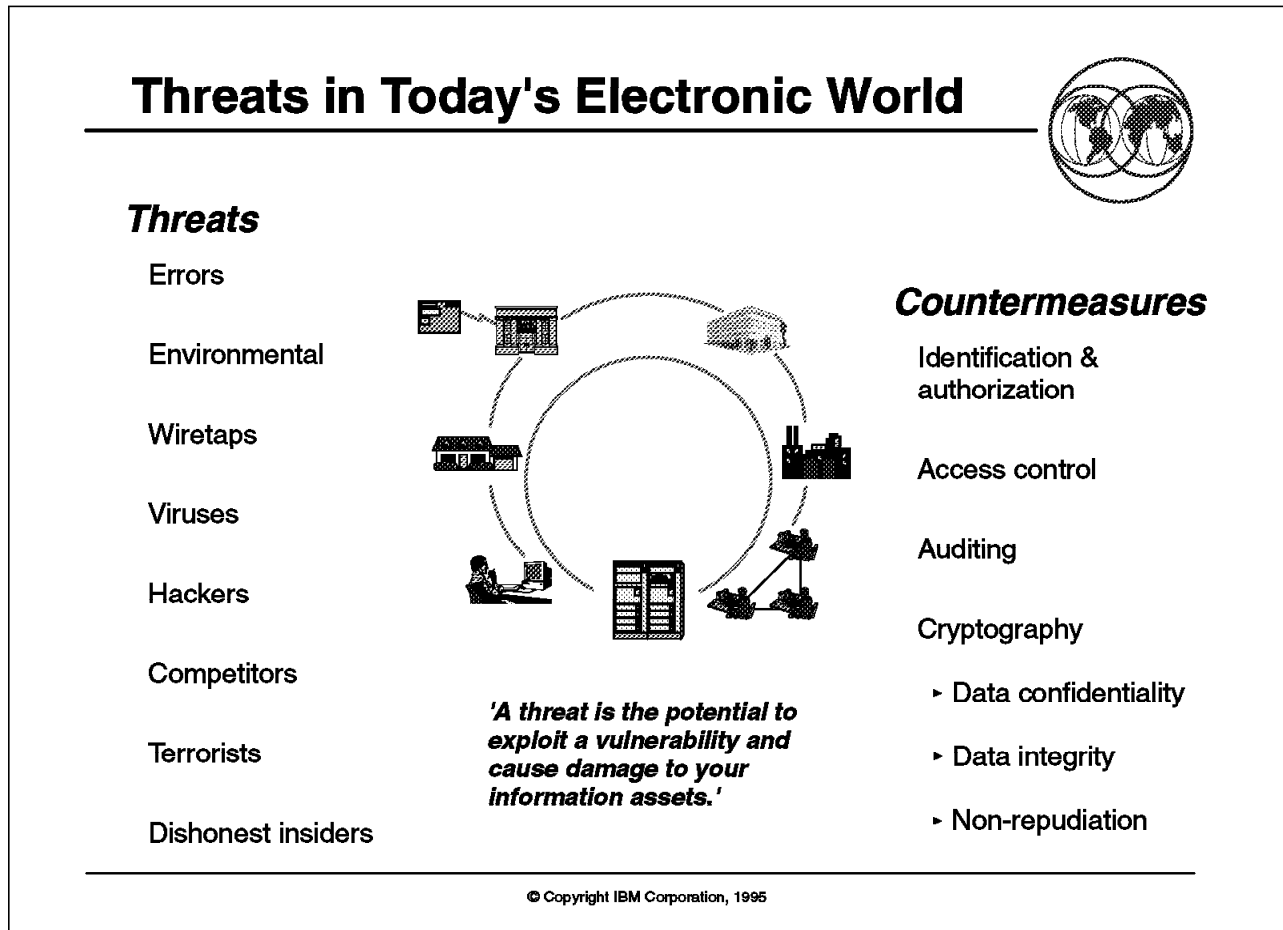 Threats in Today's Electronic World
Threats
Errors
Environmental
Wiretaps
Viruses
Hackers
Competitors
Terrorists
Dishonest insiders
'A threat is the potential to
exploit a vulnerability and
cause damage to your
information assets.'
Countermeasures
Identification &
authorization
Access control
Auditing
Cryptography
▸ Data confidentiality
▸ Data integrity
▸ Non-repudiation
© Copyright IBM Corporation, 1995